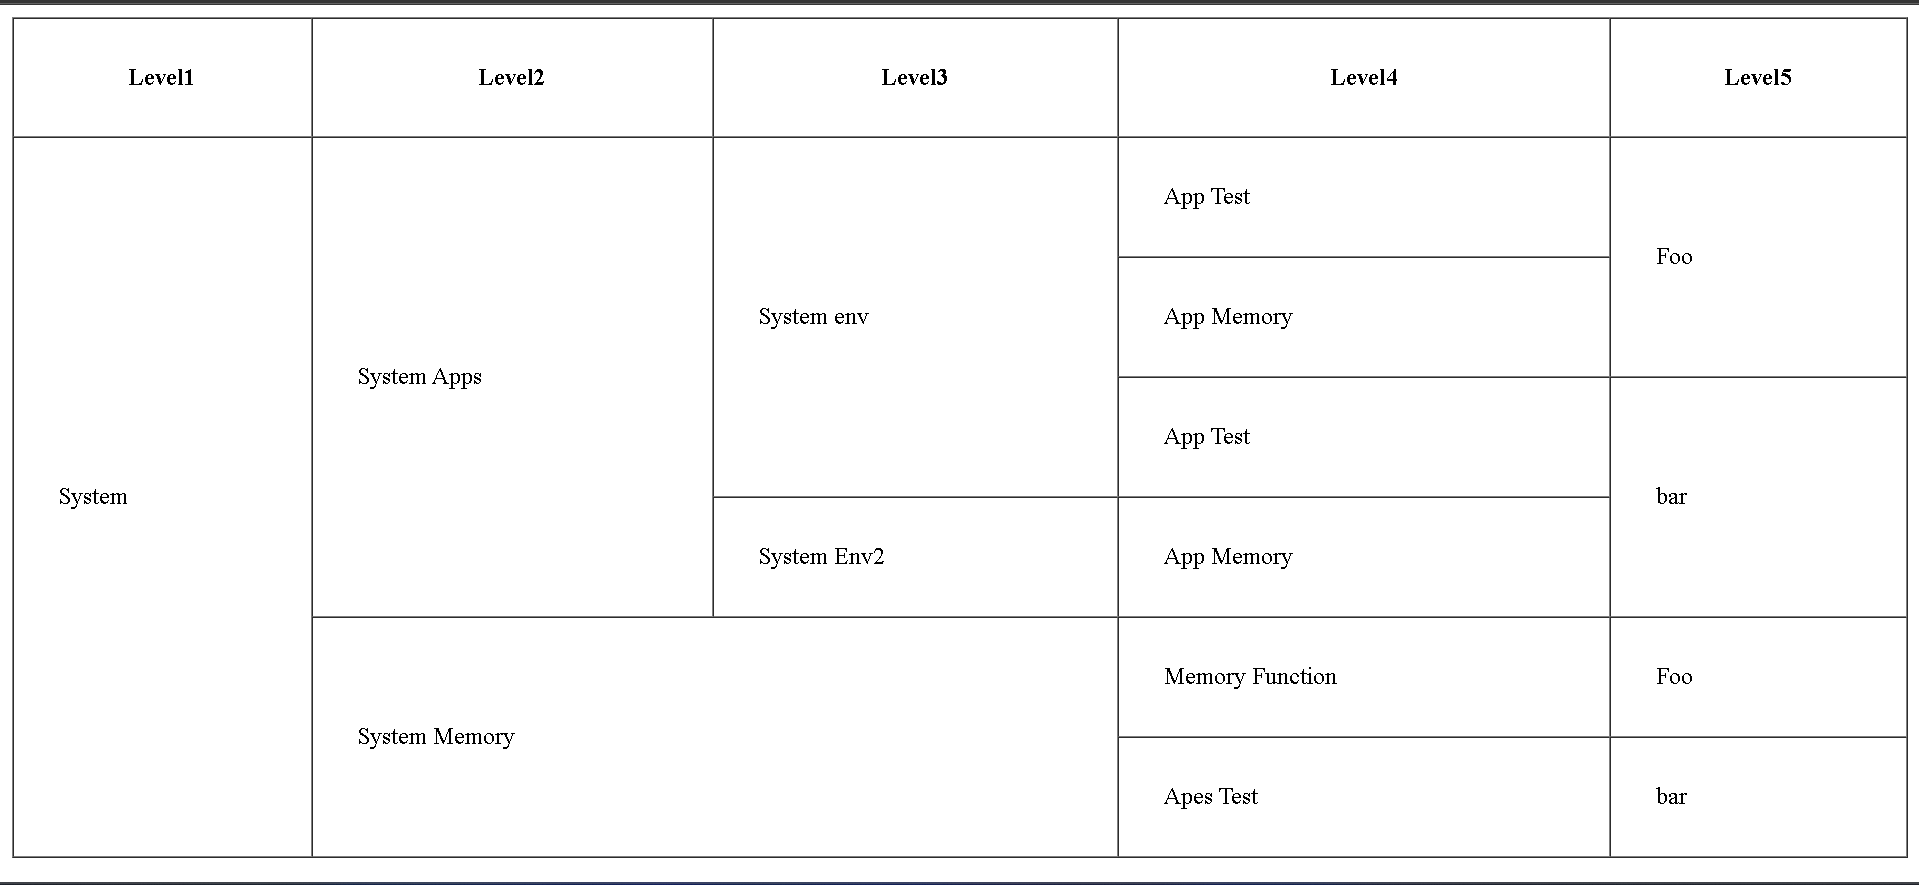 Level1 Level2 Level3 Level4 Level5
System
System Apps
System env
App Test
Foo
App Memory
App Test
bar
System Env2
App Memory
System Memory
Memory Function
Foo
Apes Test
bar